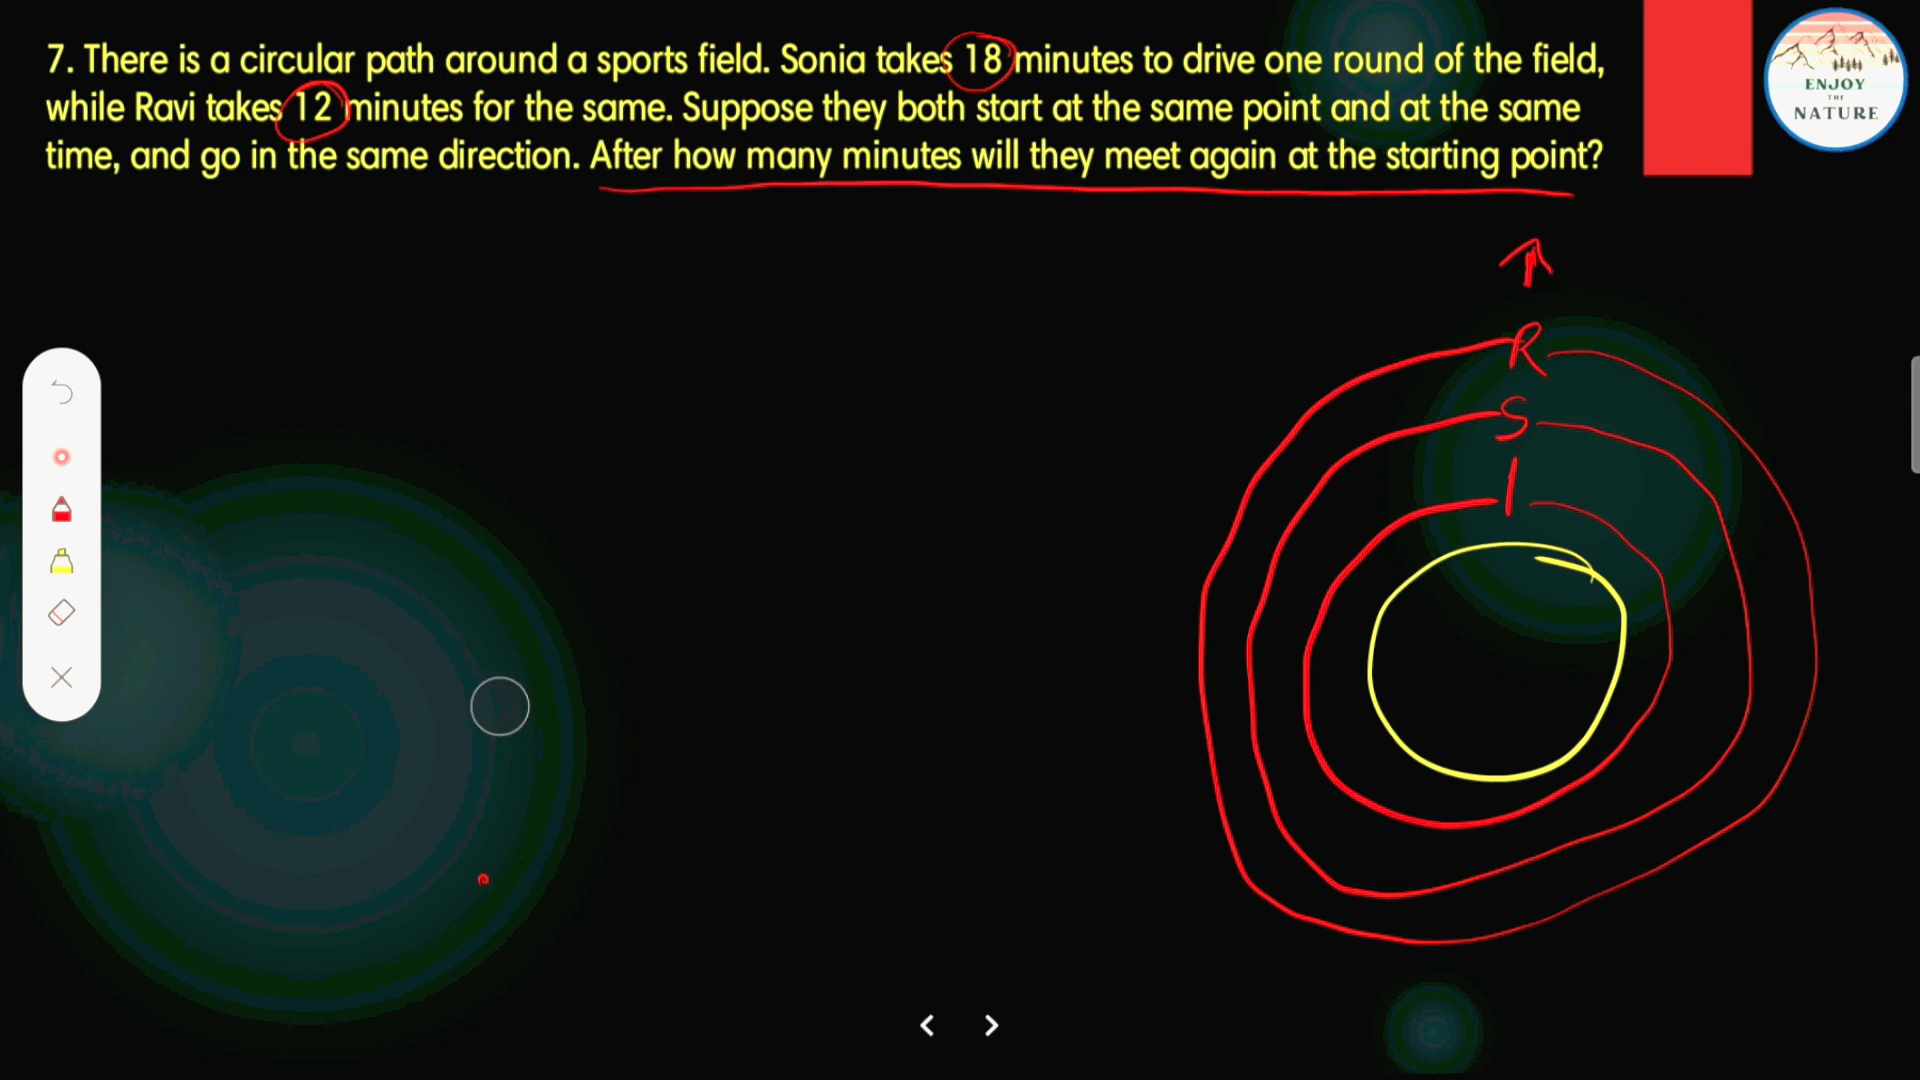 7. There is a circular path around a sports field. Sonia takes 18 minutes to drive one round of the field,
while Ravi takes 12 minutes for the same. Suppose they both start at the same point and at the same
time, and go in the same direction. After how many minutes will they meet again at the starting point?
ENJOY
THE
NATURE
R
S
1